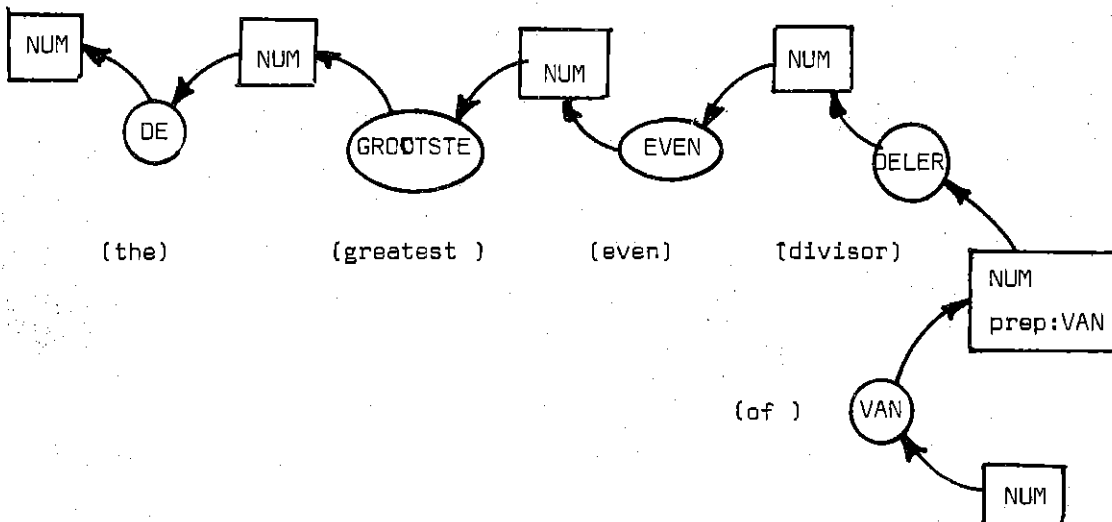 NUM NUM NUM NUM
DE GROOTSTE EVEN DELER
(the) (greatest ) (even) [divisor)
NUM
prep:VAN
(of ) VAN
NUM